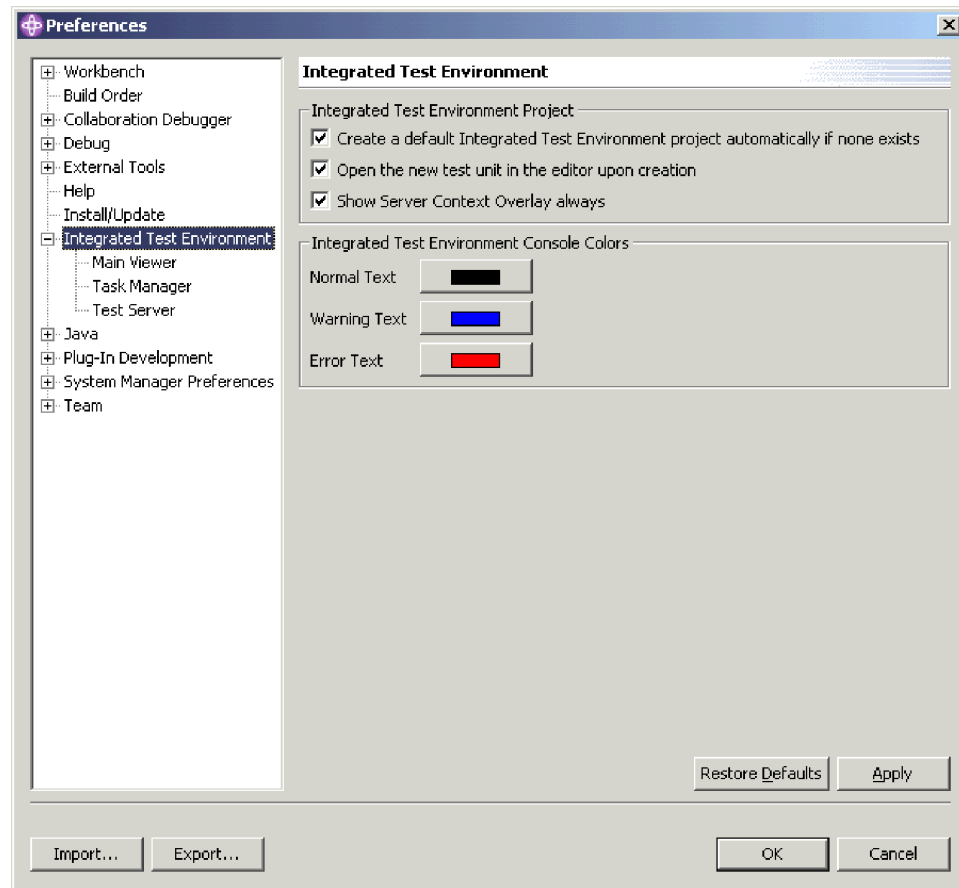 Preferences
Workbench
Build Order
Collaboration Debugger
Debug
External Tools
Help
Install/Update
Integrated Test Environment
Main Viewer
Task Manager
Test Server
Java
Plug-In Development
System Manager Preferences
Team
Integrated Test Environment
Integrated Test Environment Project
Create a default Integrated Test Environment project automatically if none exists
Open the new test unit in the editor upon creation
Show Server Context Overlay always
Integrated Test Environment Console Colors
Normal Text
Warning Text
Error Text
Restore Defaults
Apply
Import...
Export...
OK
Cancel